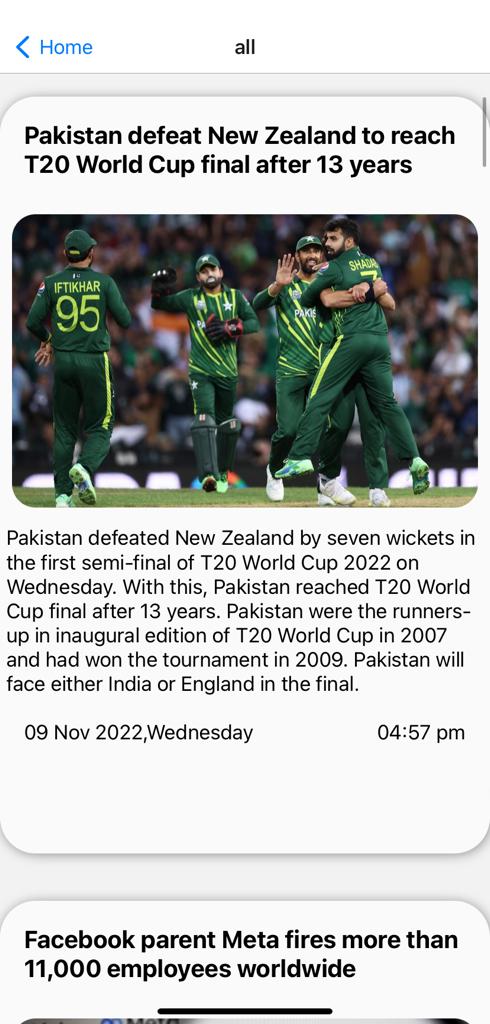 Home
all
Pakistan defeat New Zealand to reach
T20 World Cup final after 13 years
IFTIKHAR
95
PAKIS
SHADA
7
Pakistan defeated New Zealand by seven wickets in
the first semi-final of T20 World Cup 2022 on
Wednesday. With this, Pakistan reached T20 World
Cup final after 13 years. Pakistan were the runners-
up in inaugural edition of T20 World Cup in 2007
and had won the tournament in 2009. Pakistan will
face either India or England in the final.
09 Nov 2022,Wednesday
04:57 pm
Facebook parent Meta fires more than
11,000 employees worldwide
Meta